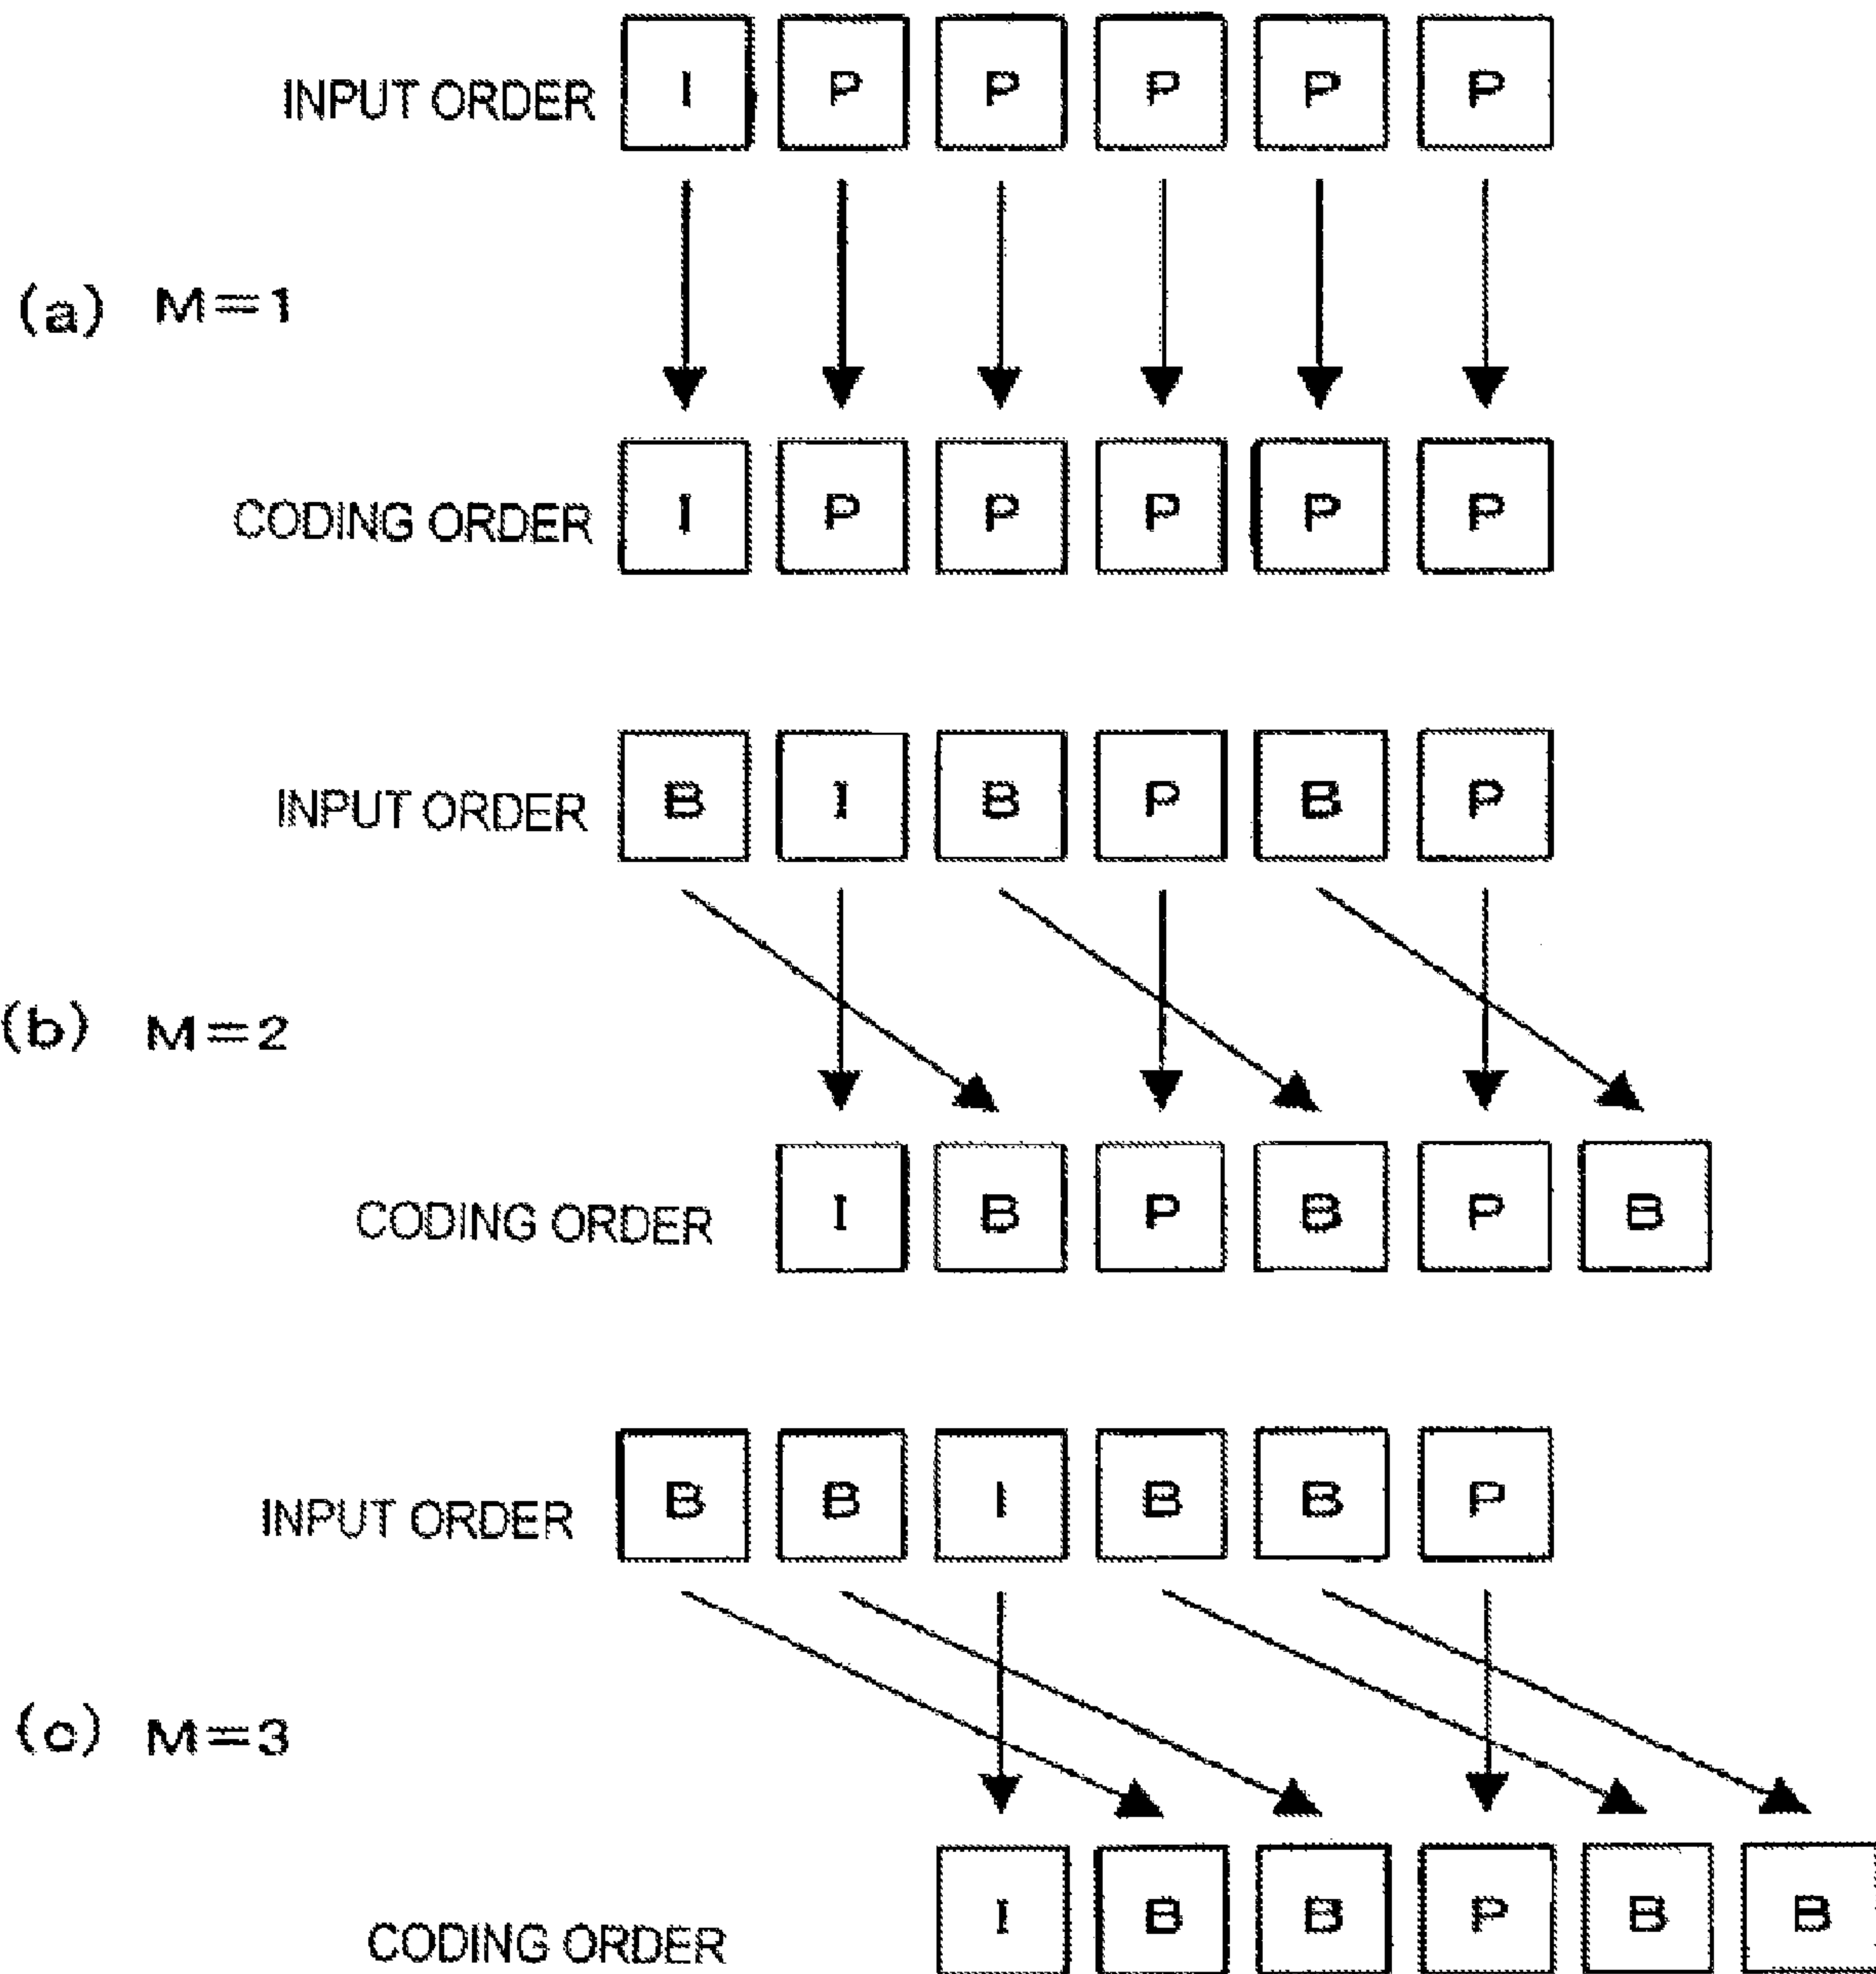 INPUT ORDER I P P P P P
(a) M=1
CODING ORDER I P P P P P
INPUT ORDER B I B P B P
(b) M=2
CODING ORDER I B P B P B
INPUT ORDER B B I B B P
(c) M=3
CODING ORDER I B B P B B